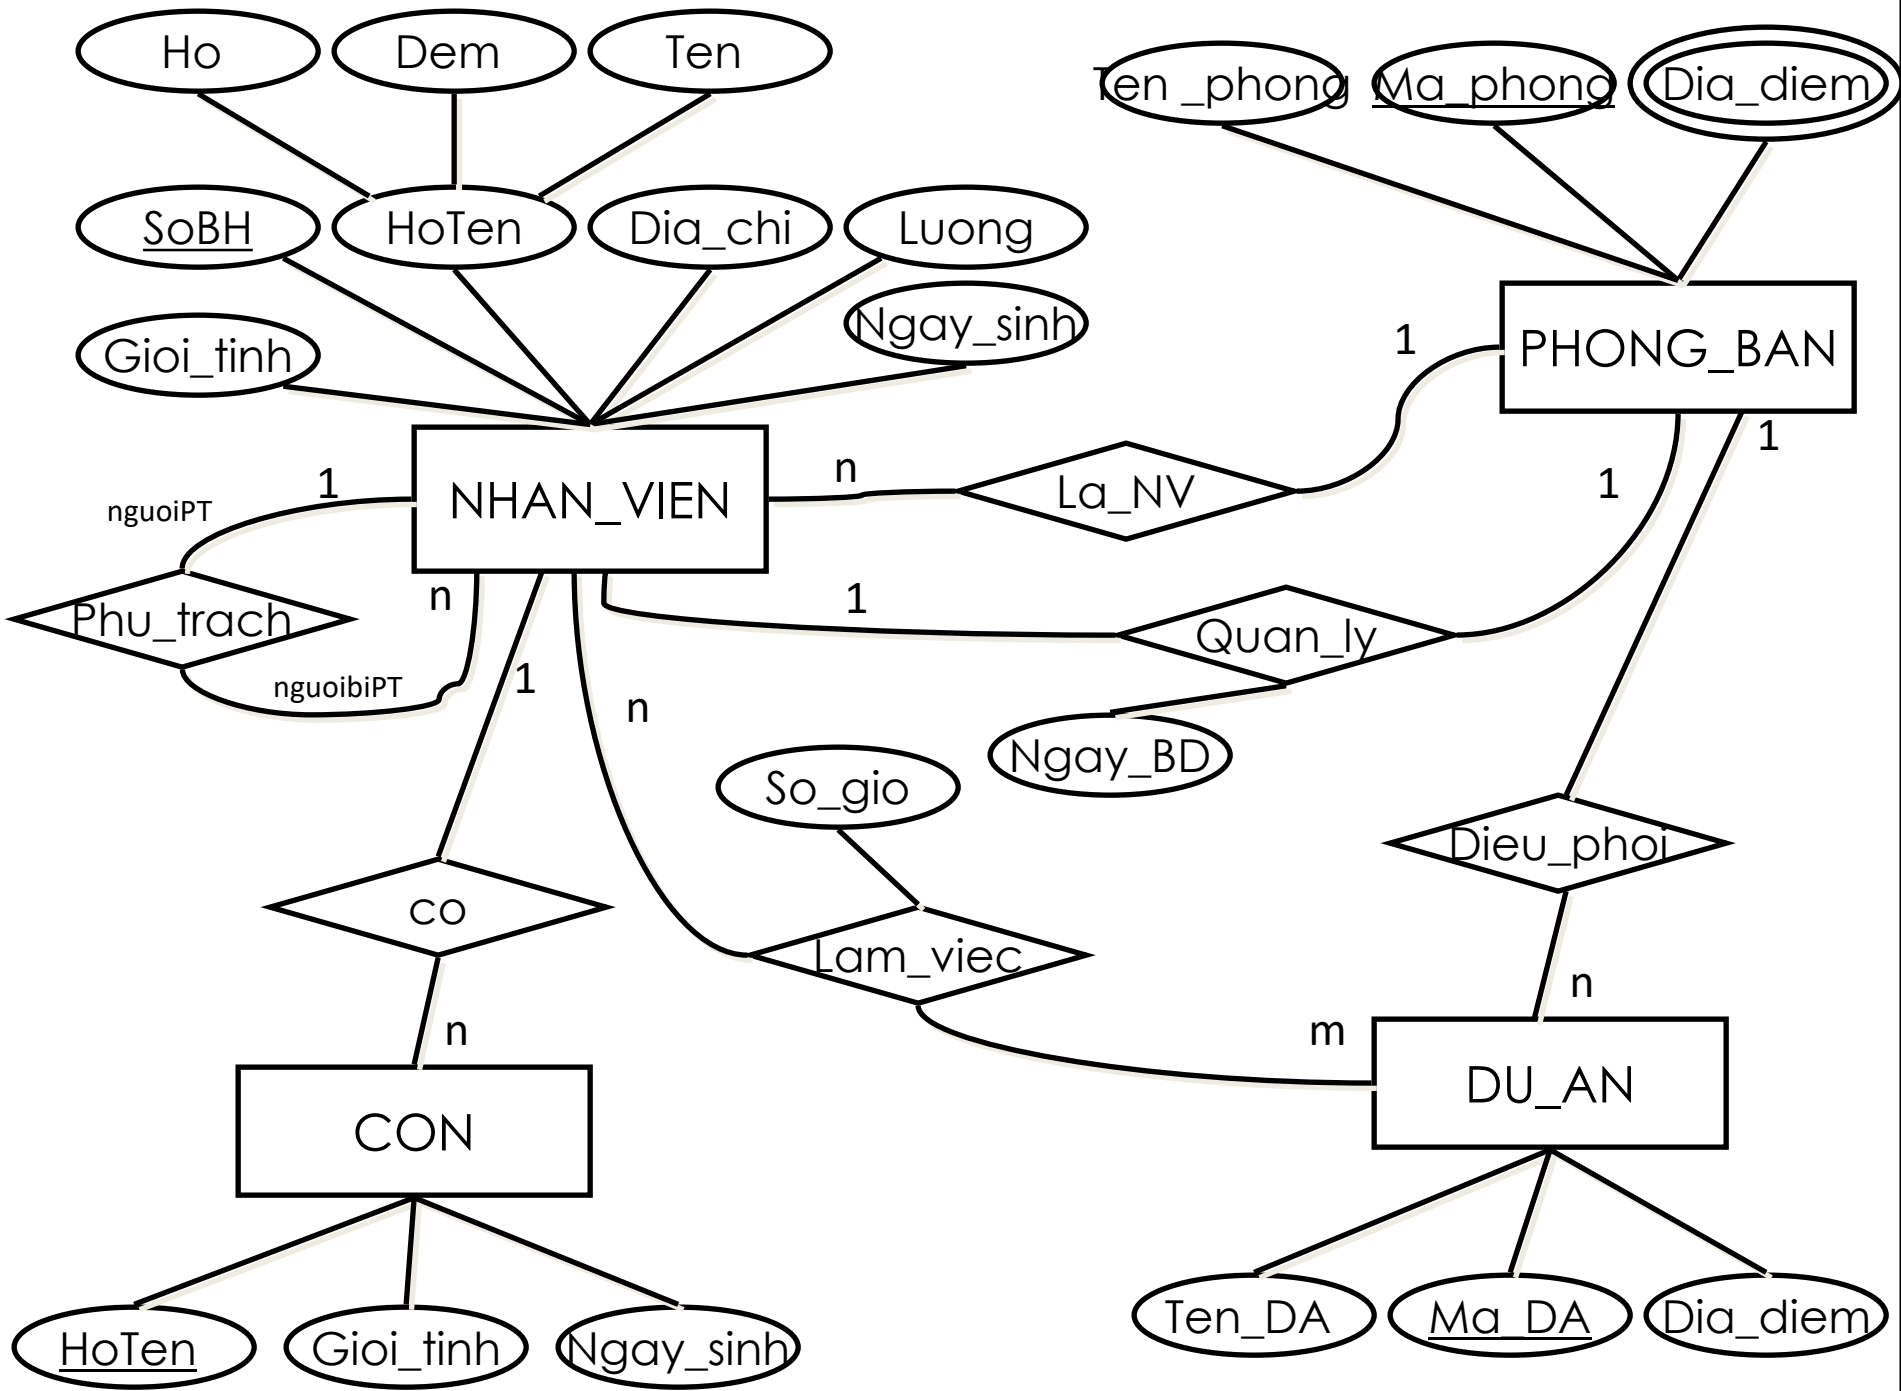 Ho
Dem
Ten
Ten _phong
Ma_phong
Dia_diem
SoBH
HoTen
Dia_chi
Luong
Gioi_tinh
Ngay_sinh
PHONG_BAN
1
NHAN_VIEN
n
La_NV
1
1
1
nguoiPT
Phu_trach
n
nguoibiPT
1
Quan_ly
1
n
Ngay_BD
So_gio
Dieu_phoi
co
Lam_viec
n
n
m
CON
DU_AN
HoTen
Gioi_tinh
Ngay_sinh
Ten_DA
Ma_DA
Dia_diem